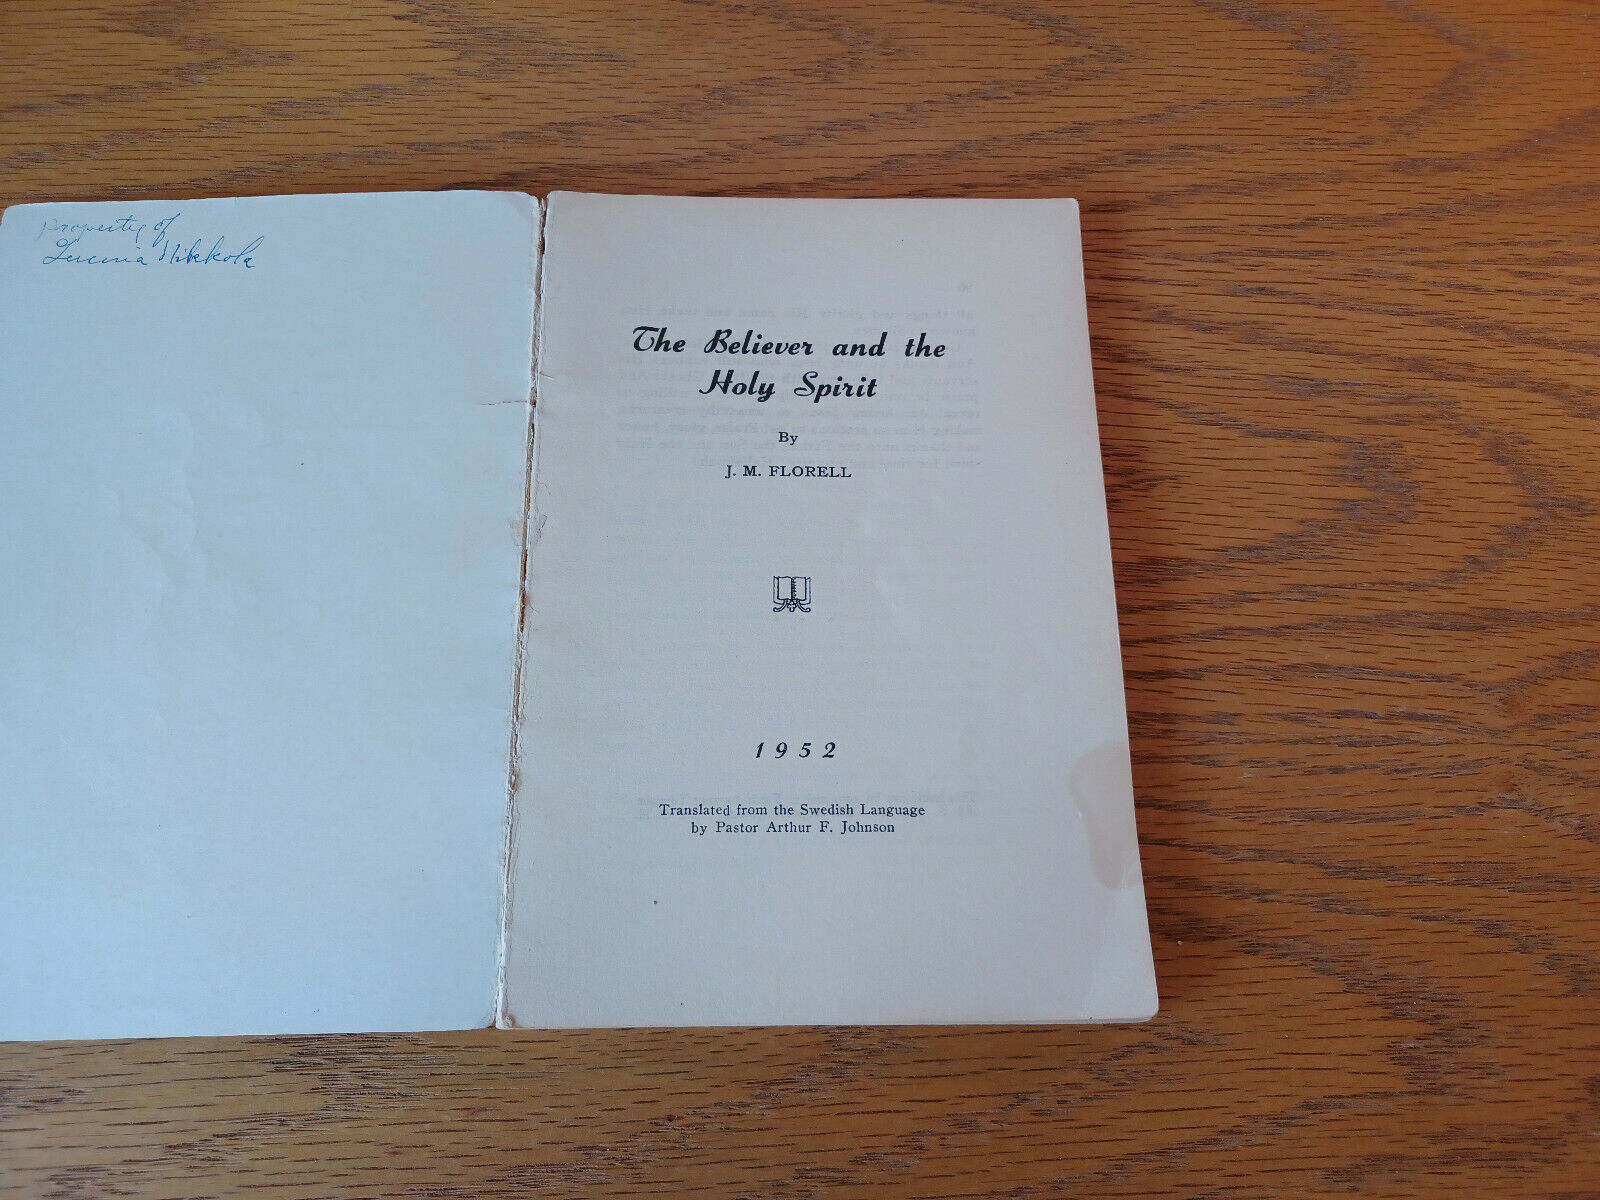 Property of
Nikkola
The Believer and the
Holy Spirit
By
J. M. FLORELL
1952
Translated from the Swedish Language
by Pastor Arthur F. Johnson